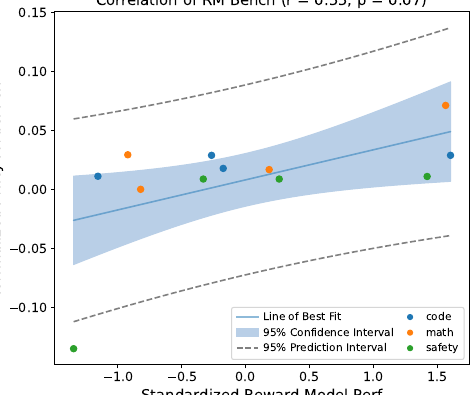 Correlation of RM Bench (r = 0.55, p = 0.07)
0.15
0.10
0.05
0.00
−0.05
−0.10
Line of Best Fit
95% Confidence Interval
95% Prediction Interval
code
math
safety
−1.0
−0.5
0.0
0.5
1.0
1.5
Standardized Reward Model Perf